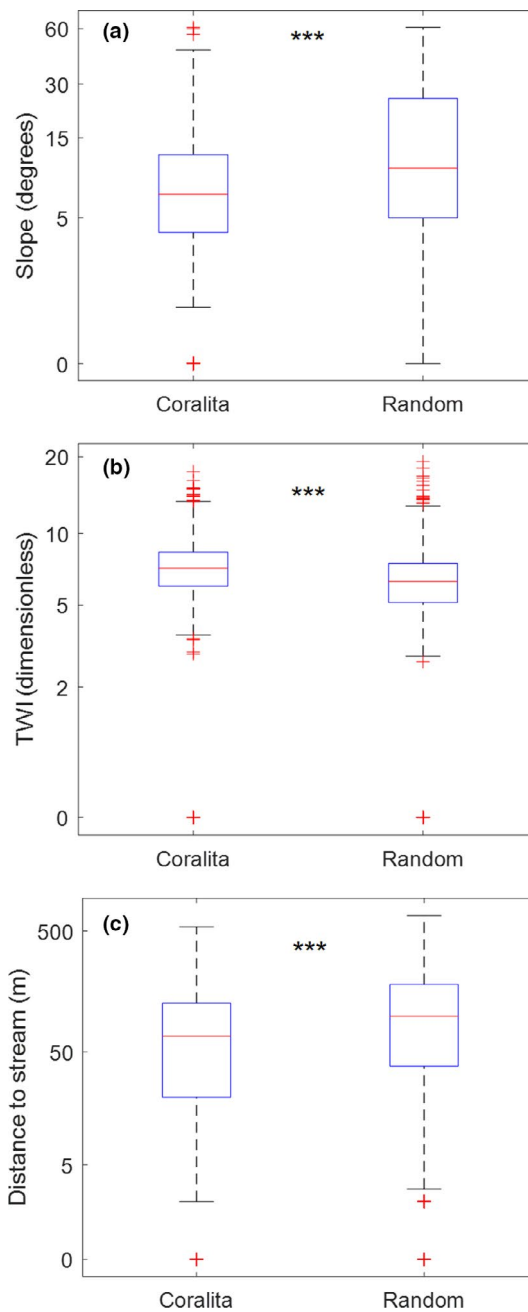 (a)
***
Slope (degrees)
60
30
15
5
0
Coralita Random
(b)
***
TWI (dimensionless)
20
10
5
2
0
Coralita Random
(c)
***
Distance to stream (m)
500
50
5
0
Coralita Random